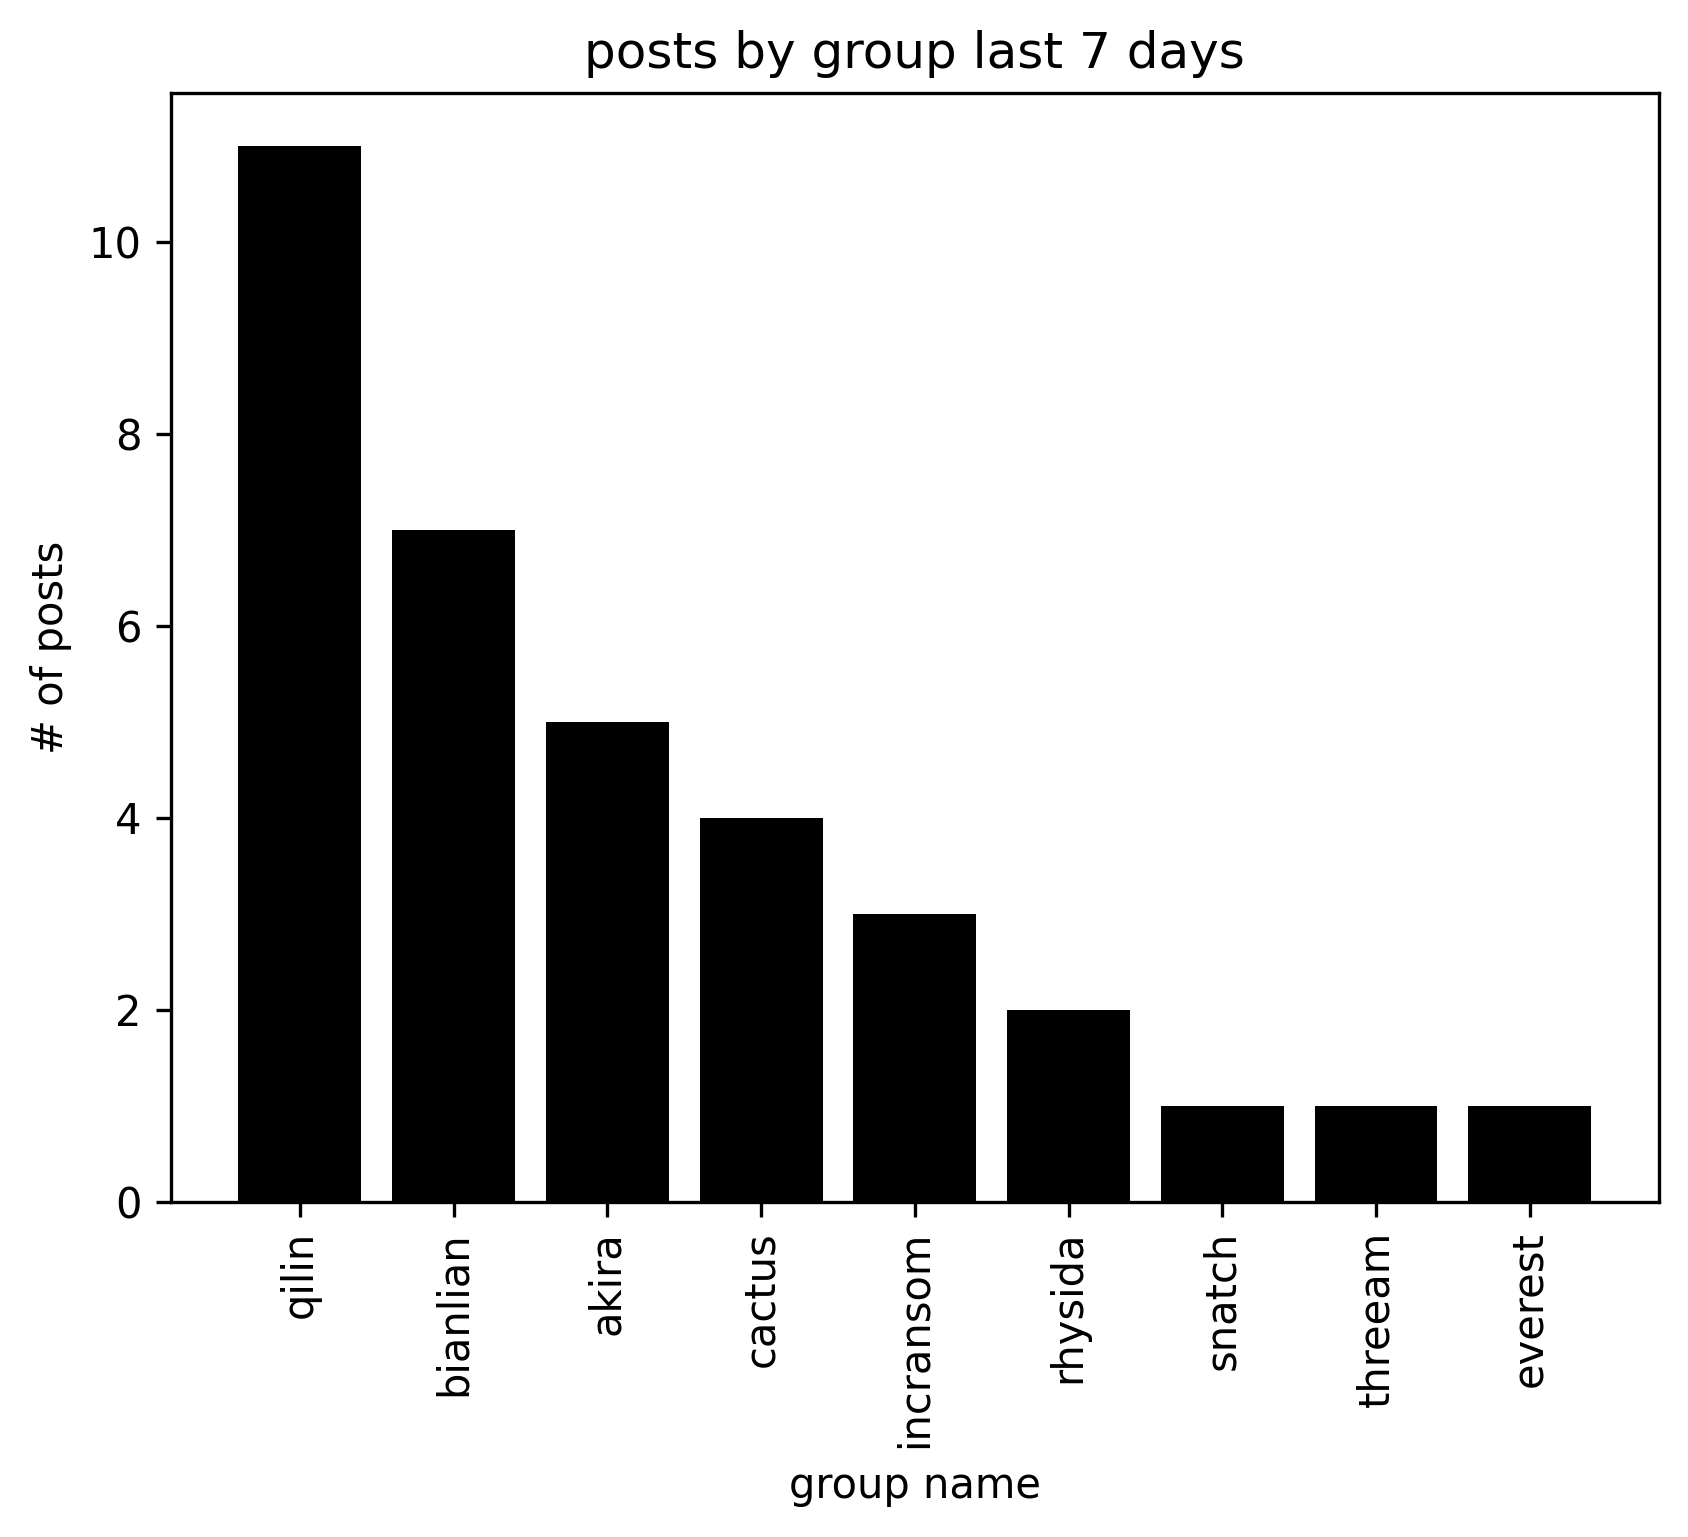 posts by group last 7 days
# of posts
10
8
6
4
2
0
qilin
bianlian
akira
cactus
incransom
rhysida
snatch
threeam
everest
group name